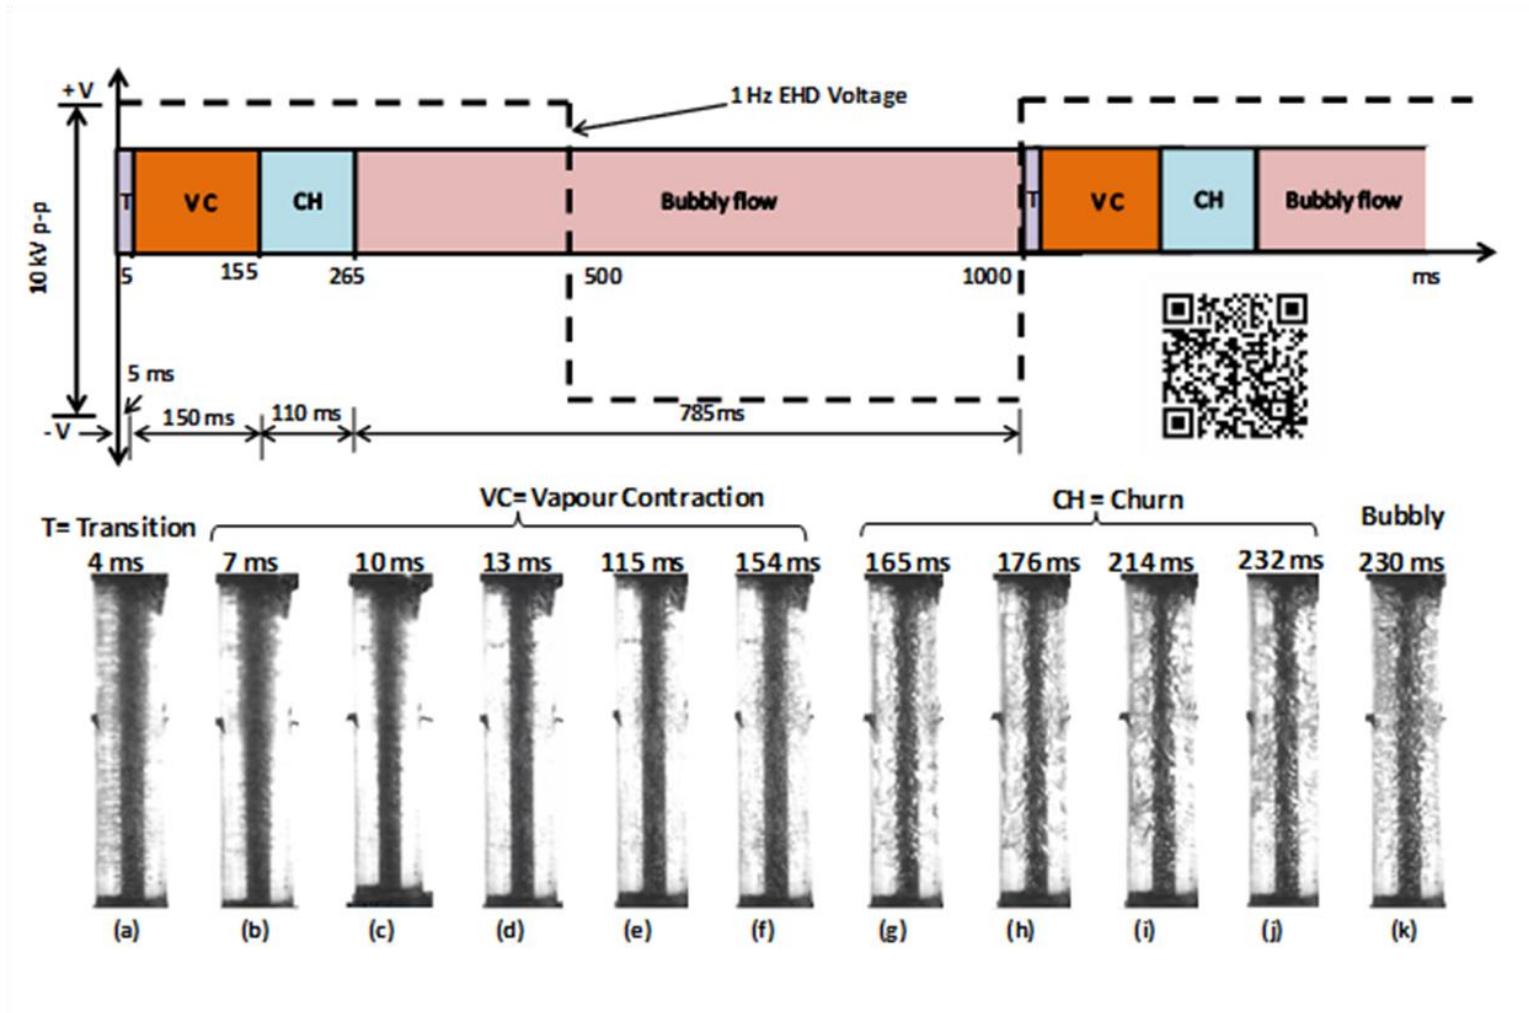 +V
1 Hz EHD Voltage
10 kV p-p
T
VC
CH
Bubbly flow
T
VC
CH
Bubbly flow
5
155
265
500
1000
ms
5 ms
150 ms
110 ms
785ms
-V
VC= Vapour Contraction
CH = Churn
T= Transition
Bubbly
4 ms
7 ms
10 ms
13 ms
115 ms
154 ms
165 ms
176 ms
214 ms
232 ms
230 ms
(a)
(b)
(c)
(d)
(e)
(f)
(g)
(h)
(i)
(j)
(k)